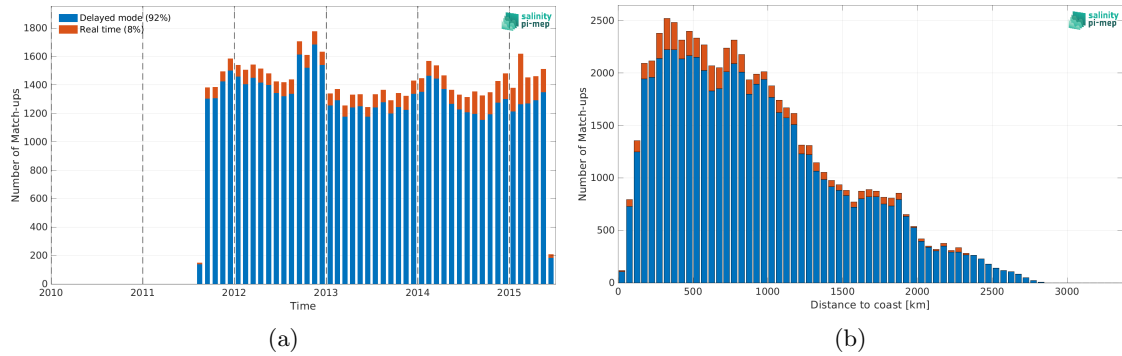 Delayed mode (92%)
Real time (8%)
salinity
pi-mep
1800
1600
1400
1200
1000
800
600
400
200
0
Number of Match-ups
2010
2011
2012
2013
2014
2015
Time
(a)
salinity
pi-mep
2500
2000
1500
1000
500
0
Number of Match-ups
0
500
1000
1500
2000
2500
3000
Distance to coast [km]
(b)